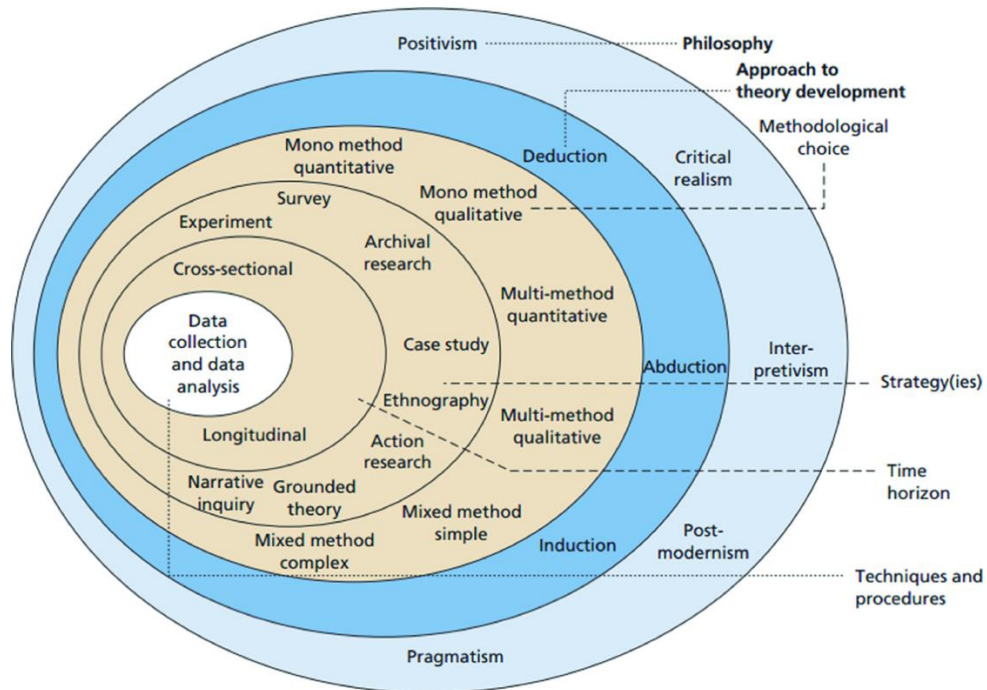 Positivism
Philosophy
Approach to
theory development
Methodological
choice
Mono method
quantitative
Deduction
Critical
realism
Survey
Mono method
qualitative
Experiment
Archival
research
Cross-sectional
Multi-method
quantitative
Data
collection
and data
analysis
Case study
Abduction
Inter-
pretivism
Strategy(ies)
Ethnography
Multi-method
qualitative
Longitudinal
Action
research
Time
horizon
Narrative
inquiry
Grounded
theory
Mixed method
simple
Mixed method
complex
Induction
Post-
modernism
Techniques and
procedures
Pragmatism